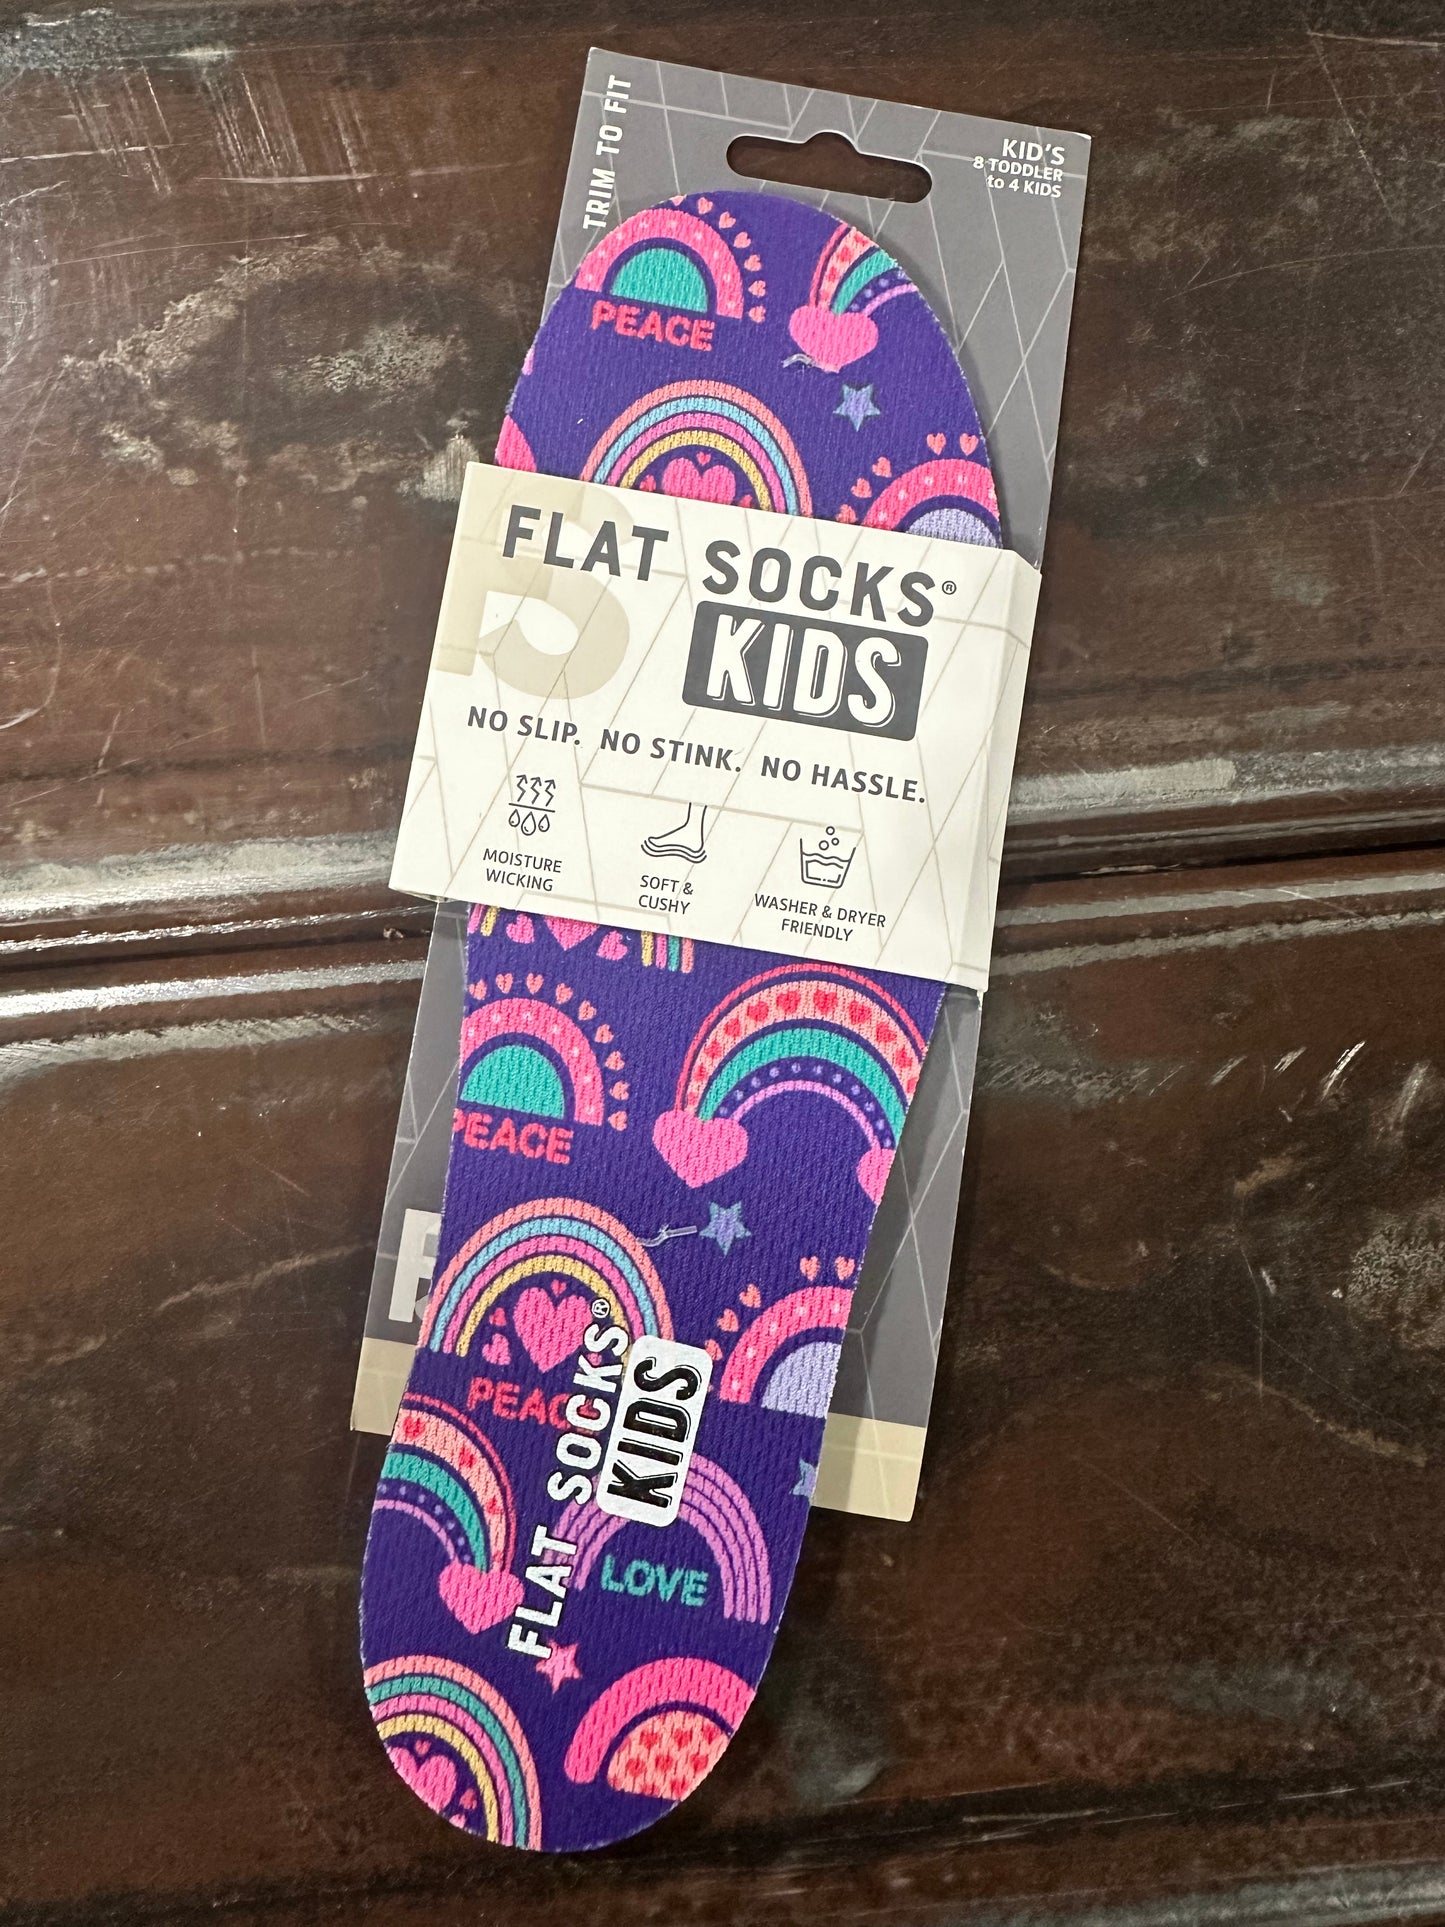 TRIM TO FIT
KID'S
8 TODDLER
to 4 KIDS
PEACE
FLAT SOCKS®
KIDS
NO SLIP. NO STINK. NO HASSLE.
MOISTURE
WICKING
SOFT &
CUSHY
WASHER & DRYER
FRIENDLY
PEACE
PEAC
FLAT SOCKS®
KIDS
LOVE